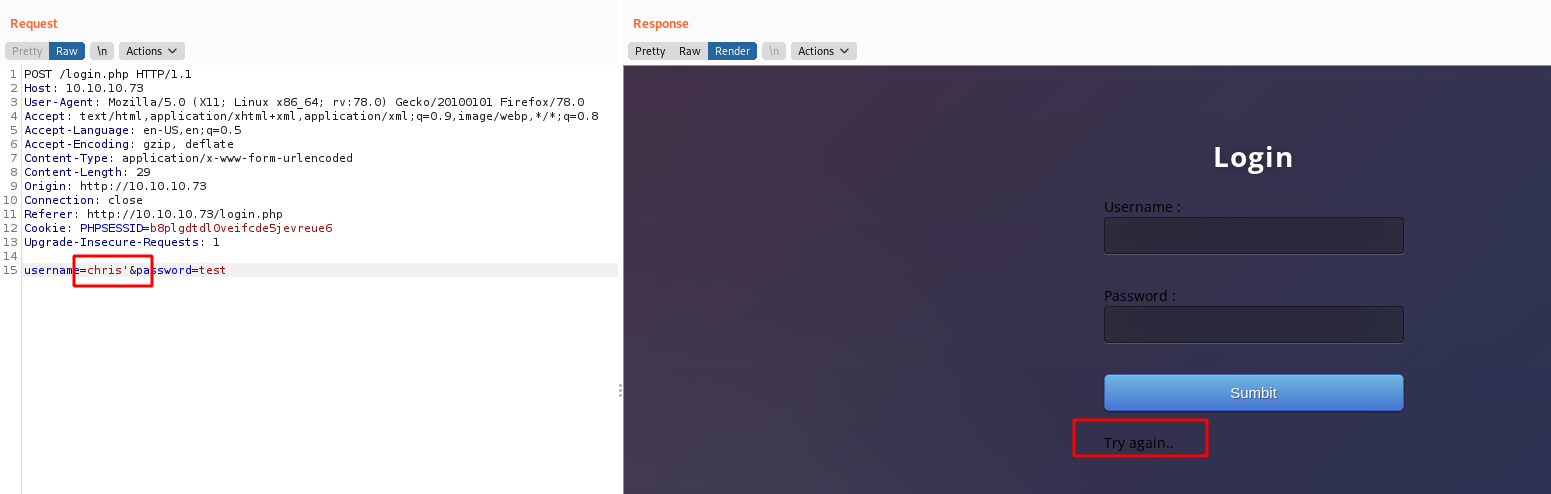 Request
Pretty Raw \n Actions
1 POST /login.php HTTP/1.1
2 Host: 10.10.10.73
3 User-Agent: Mozilla/5.0 (X11; Linux x86_64; rv:78.0) Gecko/20100101 Firefox/78.0
4 Accept: text/html,application/xhtml+xml,application/xml;q=0.9,image/webp,*/*;q=0.8
5 Accept-Language: en-US,en;q=0.5
6 Accept-Encoding: gzip, deflate
7 Content-Type: application/x-www-form-urlencoded
8 Content-Length: 29
9 Origin: http://10.10.10.73
10 Connection: close
11 Referer: http://10.10.10.73/login.php
12 Cookie: PHPSESSID=b8plgdtdl0veifcde5jevreue6
13 Upgrade-Insecure-Requests: 1
14
15 username=chris'&password=test
Response
Pretty Raw Render \n Actions
Login
Username :
Password :
Sumbit
Try again..